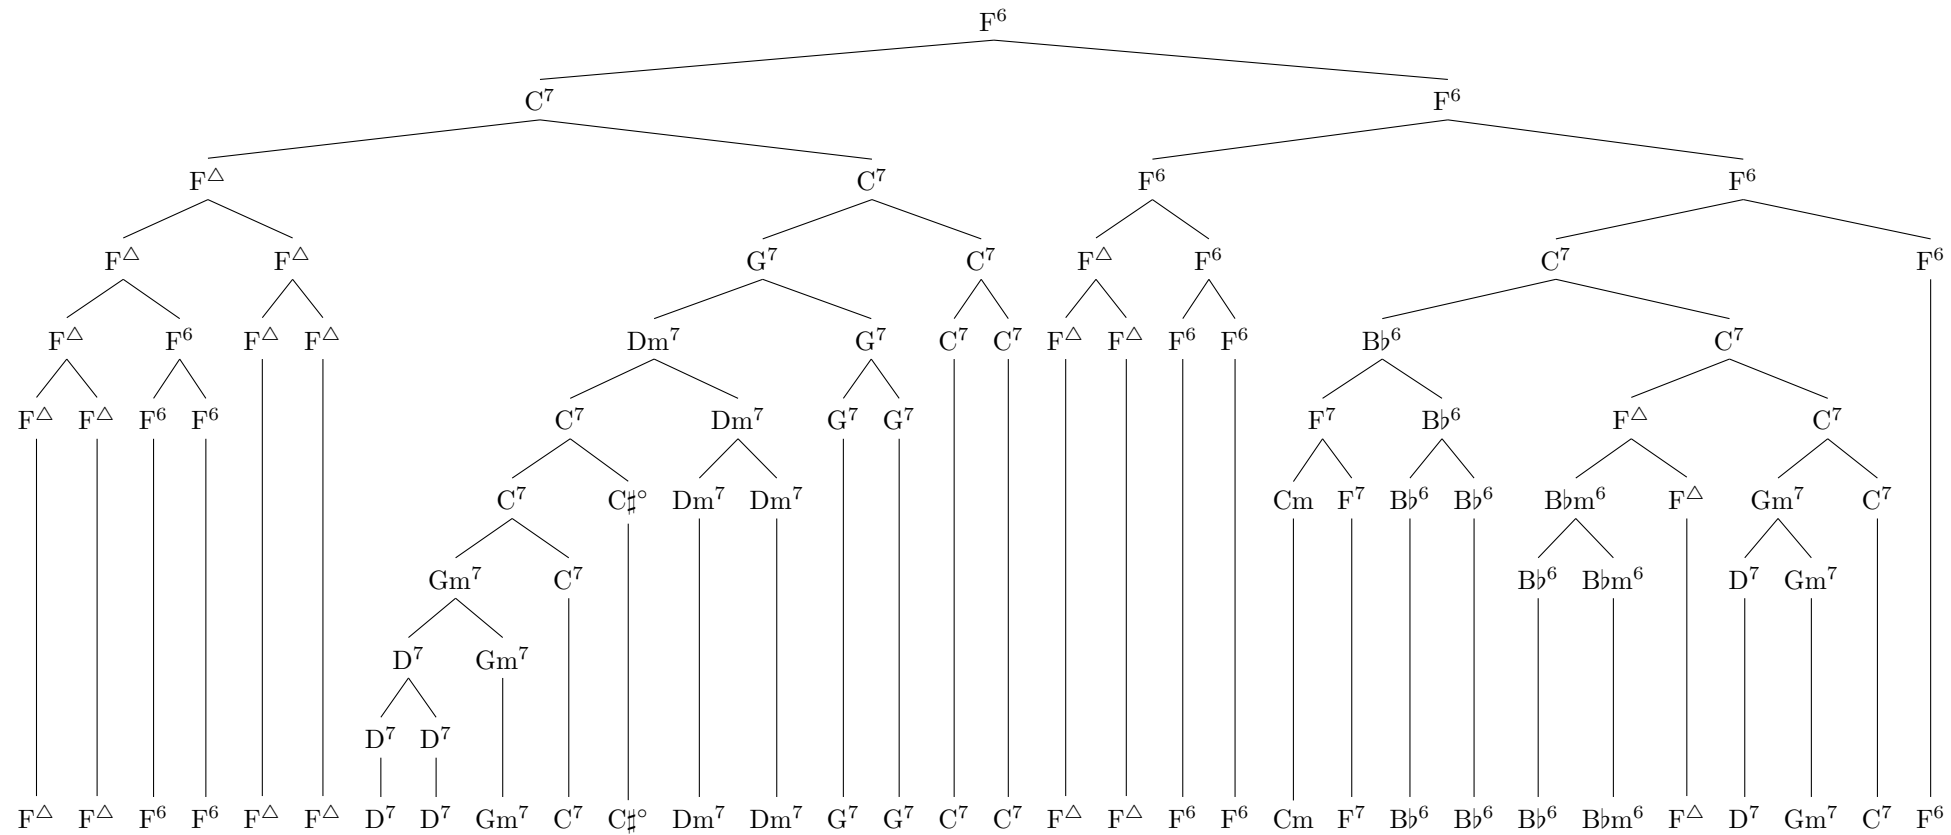 F⁶
C⁷ F⁶
F△ C⁷ F⁶ F⁶
F△ F△ G⁷ C⁷ F△ F⁶ C⁷ F⁶
F△ F⁶ F△ F△ Dm⁷ G⁷ C⁷ C⁷ F△ F△ F⁶ F⁶ B♭⁶ C⁷
F△ F△ F⁶ F⁶ C⁷ Dm⁷ G⁷ G⁷ F⁷ B♭⁶ F△ C⁷
C⁷ C♯° Dm⁷ Dm⁷ Cm F⁷ B♭⁶ B♭⁶ B♭m⁶ F△ Gm⁷ C⁷
Gm⁷ C⁷ B♭⁶ B♭m⁶ D⁷ Gm⁷
D⁷ Gm⁷
D⁷ D⁷
F△ F△ F⁶ F⁶ F△ F△ D⁷ D⁷ Gm⁷ C⁷ C♯° Dm⁷ Dm⁷ G⁷ G⁷ C⁷ C⁷ F△ F△ F⁶ F⁶ Cm F⁷ B♭⁶ B♭⁶ B♭⁶ B♭m⁶ F△ D⁷ Gm⁷ C⁷ F⁶